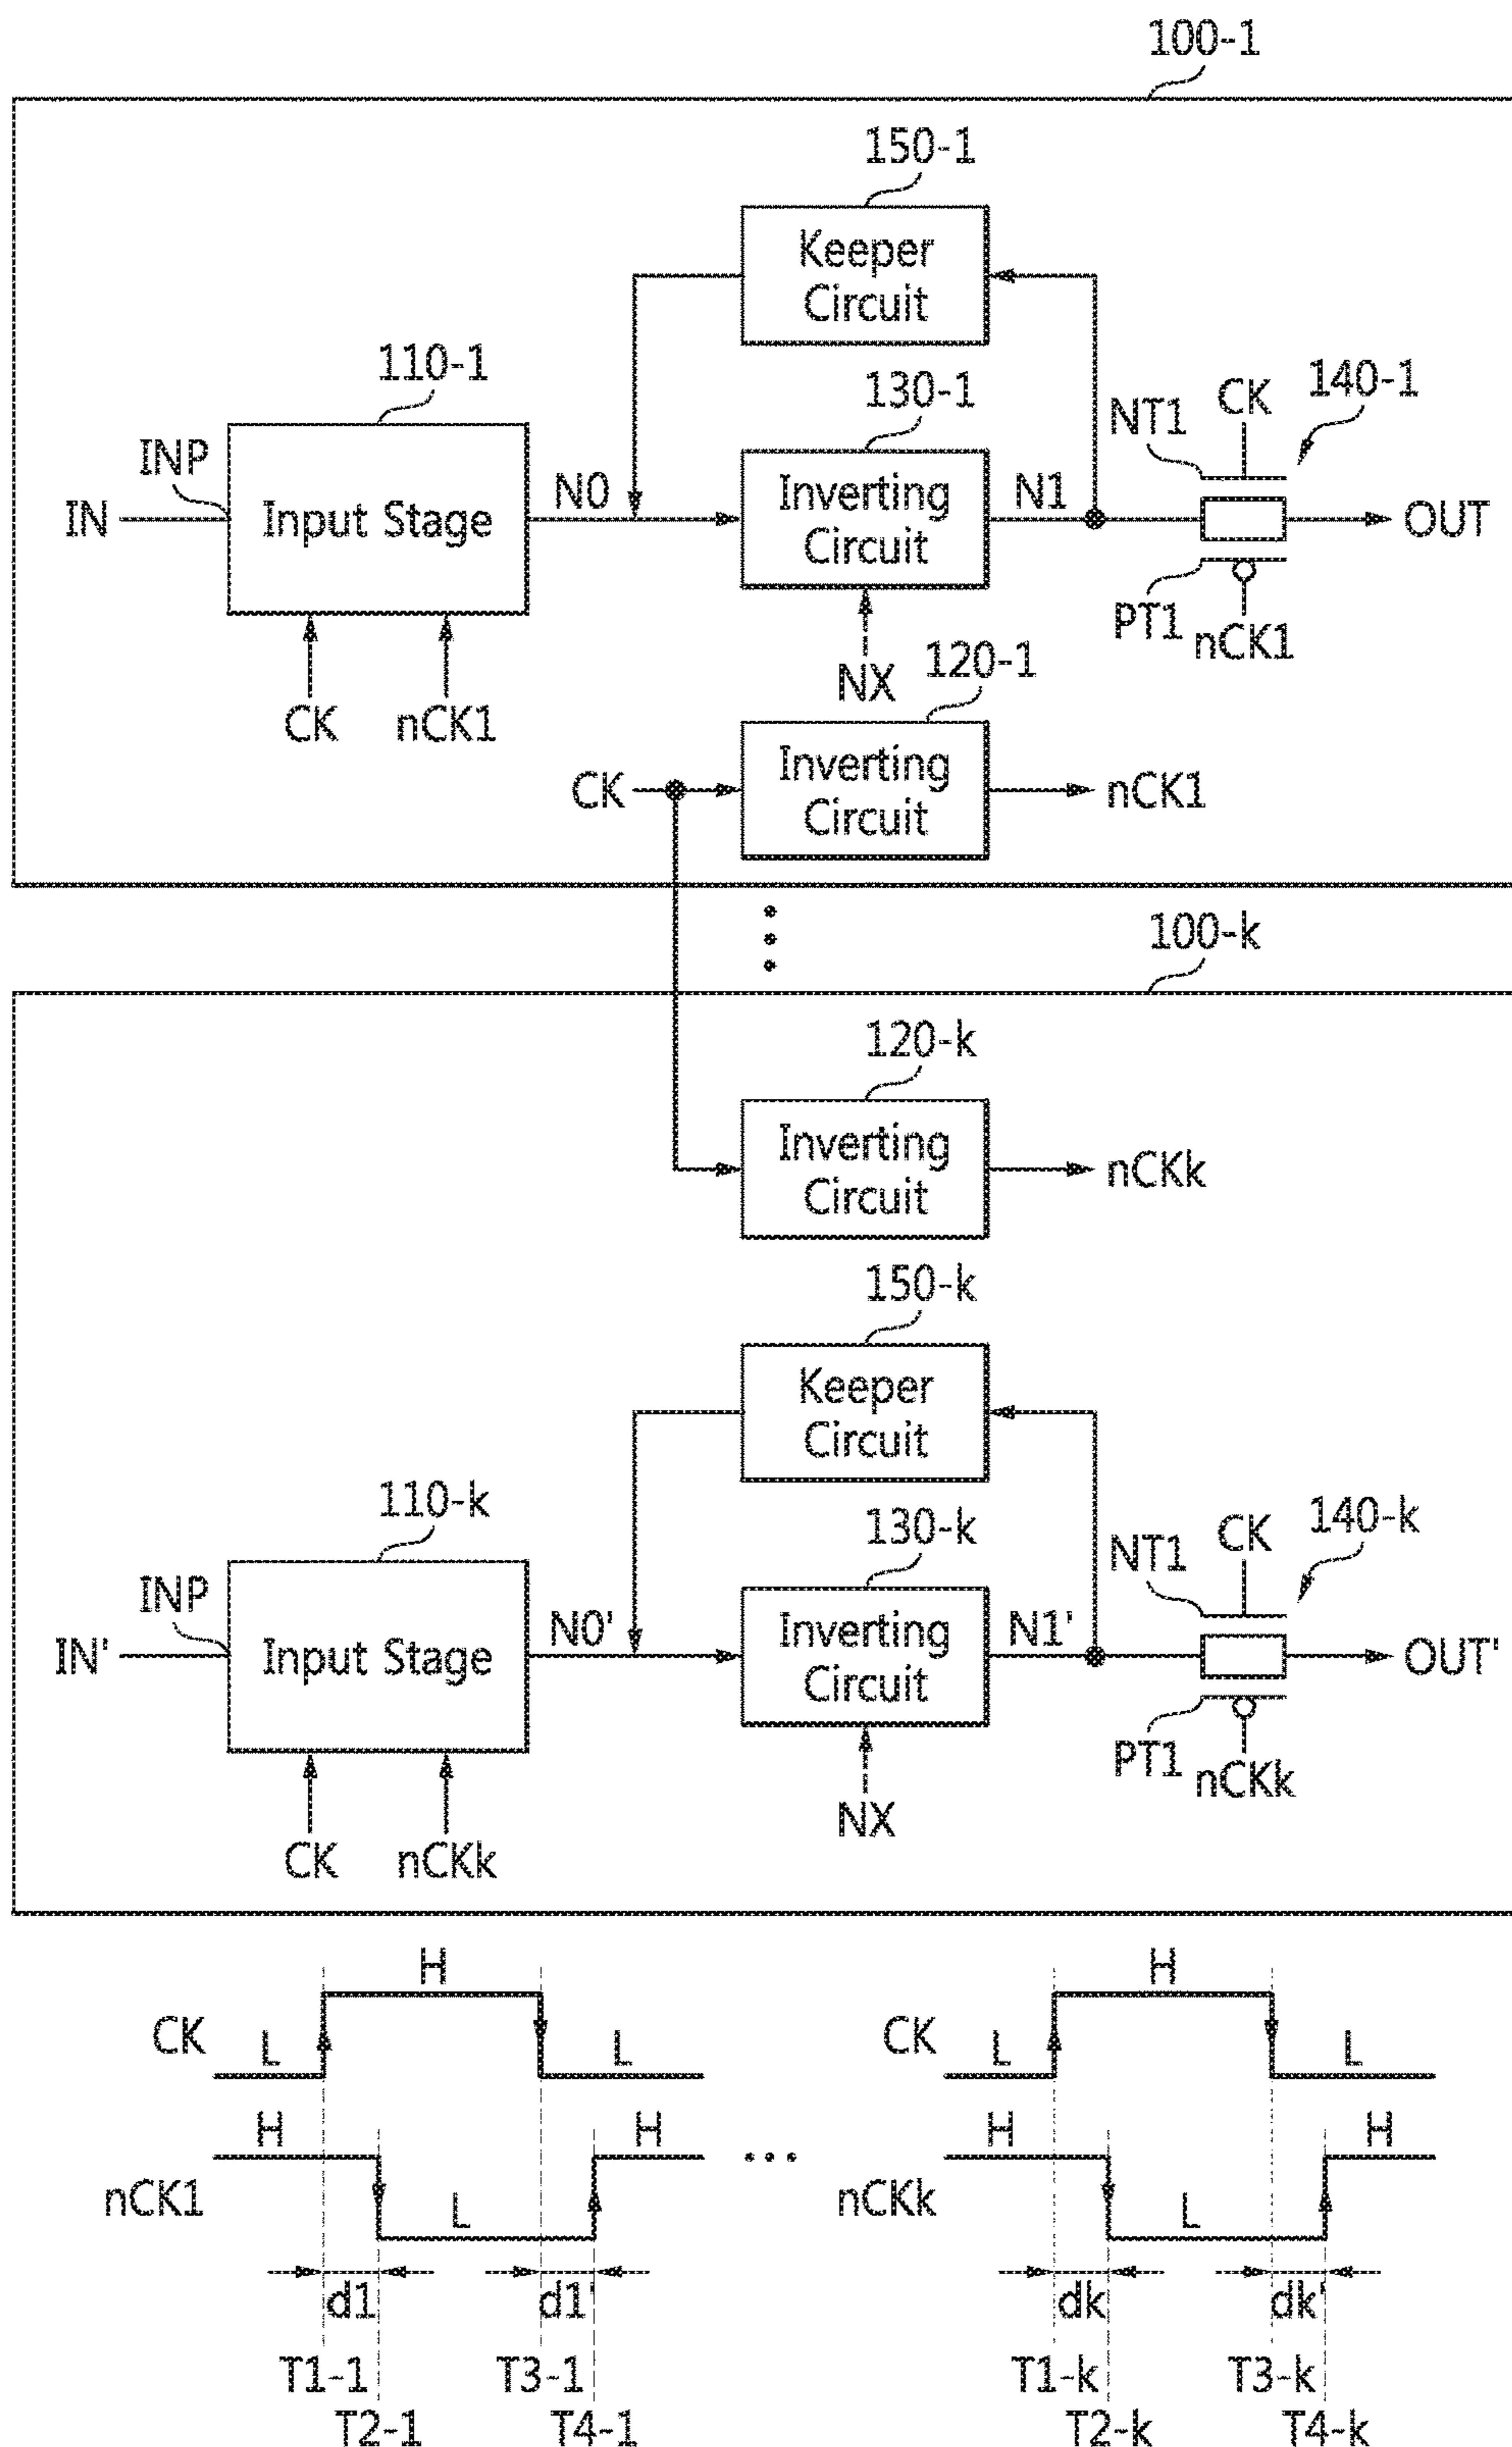 100-1
150-1
Keeper
Circuit
110-1
130-1
CK
140-1
NT1
INP
IN
Input Stage
N0
Inverting
Circuit
N1
OUT
PT1
nCK1
CK
nCK1
NX
120-1
CK
Inverting
Circuit
nCK1
100-k
120-k
Inverting
Circuit
nCKk
150-k
Keeper
Circuit
110-k
130-k
CK
140-k
NT1
INP
IN'
Input Stage
N0'
Inverting
Circuit
N1'
OUT'
PT1
nCKk
CK
nCKk
NX
H
H
CK
L
L
CK
L
L
H
H
H
H
nCK1
L
nCKk
L
d1
d1'
dk
dk'
T1-1
T3-1
T1-k
T3-k
T2-1
T4-1
T2-k
T4-k